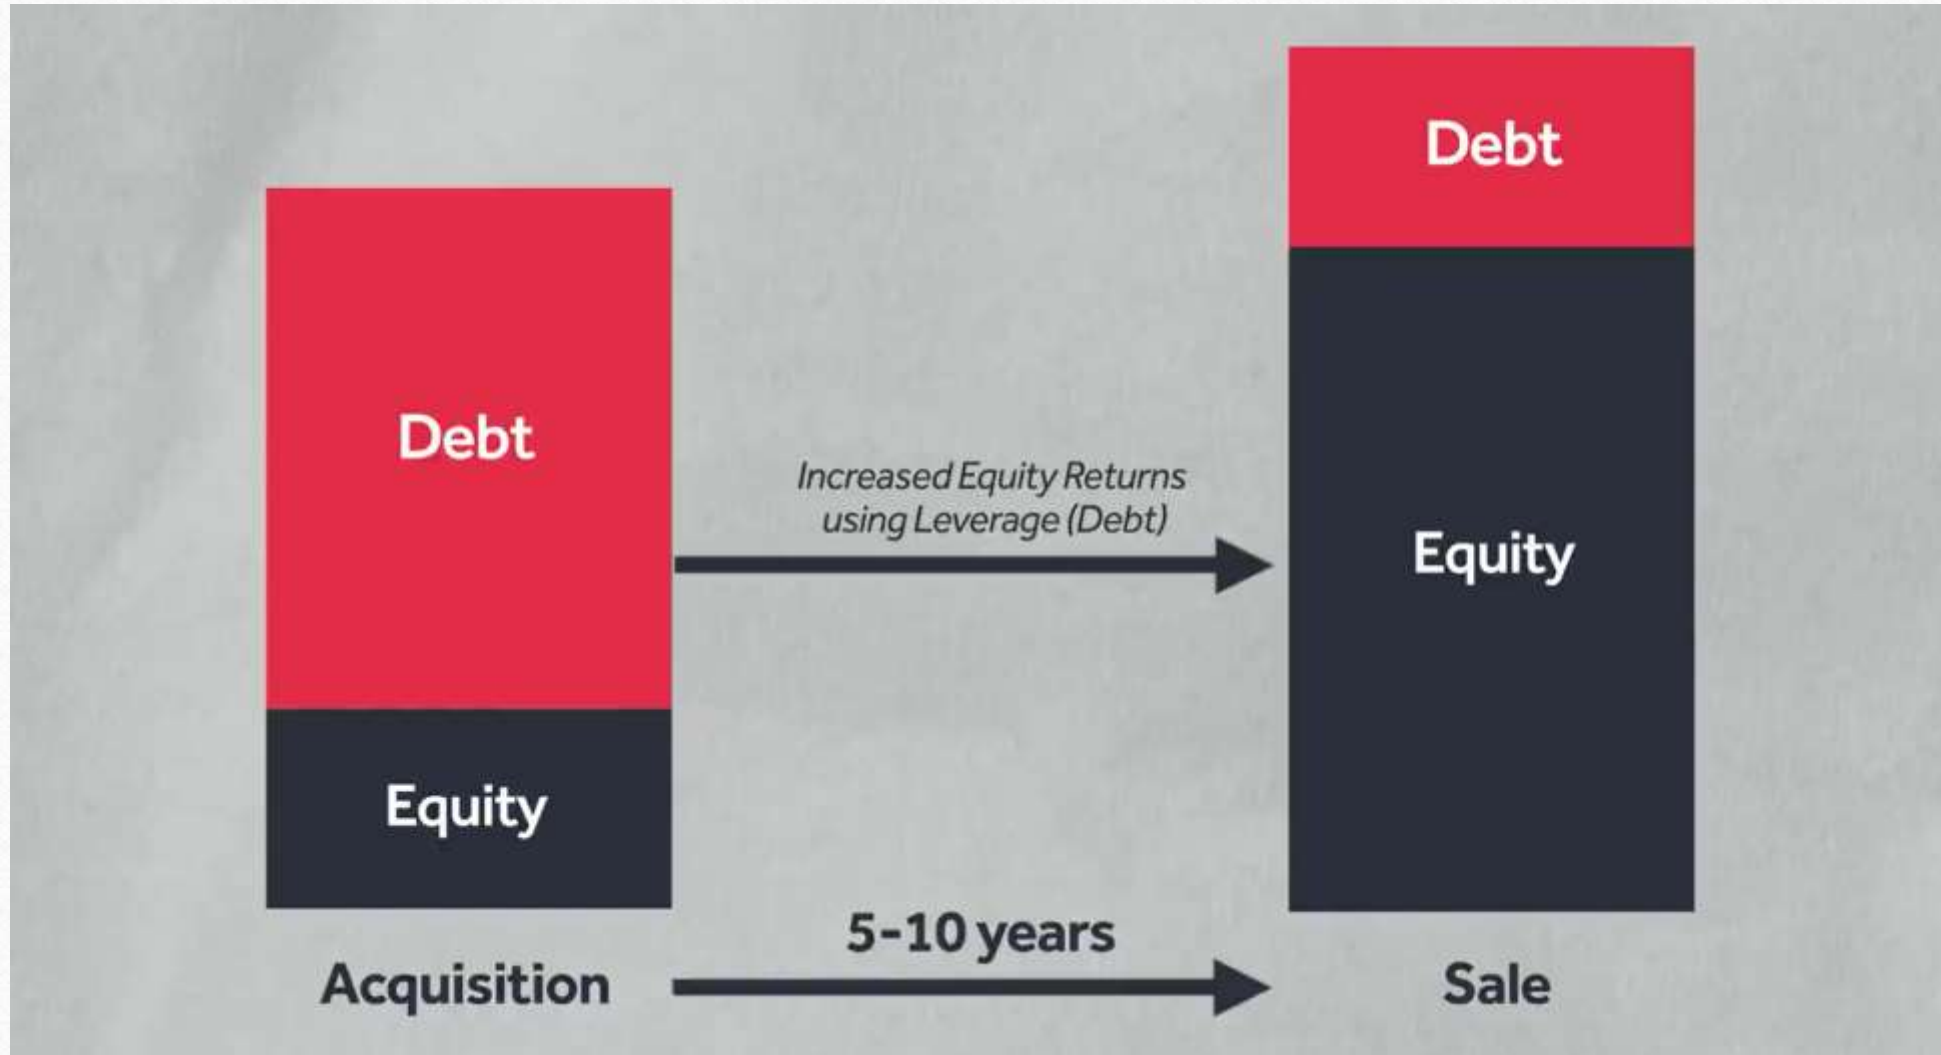 Debt
Equity
Acquisition
Increased Equity Returns
using Leverage (Debt)
5-10 years
Debt
Equity
Sale